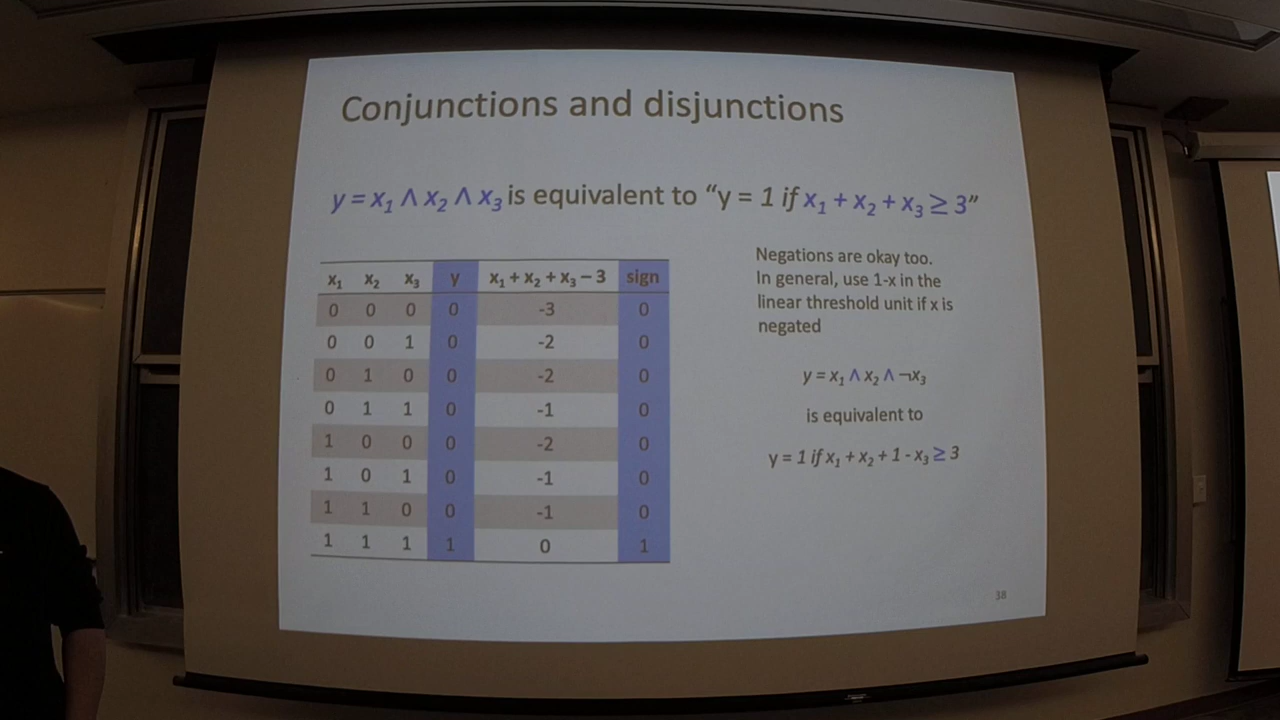 Conjunctions and disjunctions
y = x₁ ∧ x₂ ∧ x₃ is equivalent to “y = 1 if x₁ + x₂ + x₃ ≥ 3”
x₁ x₂ x₃ y x₁ + x₂ + x₃ – 3 sign
0 0 0 0 -3 0
0 0 1 0 -2 0
0 1 0 0 -2 0
0 1 1 0 -1 0
1 0 0 0 -2 0
1 0 1 0 -1 0
1 1 0 0 -1 0
1 1 1 1 0 1
Negations are okay too.
In general, use 1-x in the
linear threshold unit if x is
negated
y = x₁ ∧ x₂ ∧ ¬x₃
is equivalent to
y = 1 if x₁ + x₂ + 1 - x₃ ≥ 3
38